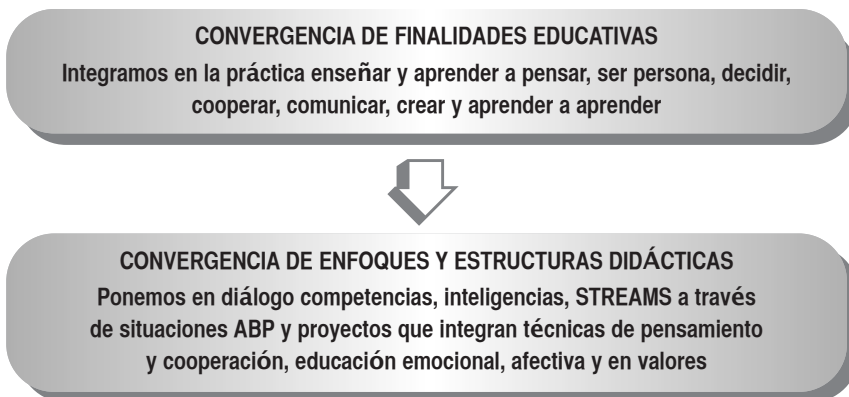 CONVERGENCIA DE FINALIDADES EDUCATIVAS
Integramos en la práctica enseñar y aprender a pensar, ser persona, decidir,
cooperar, comunicar, crear y aprender a aprender
CONVERGENCIA DE ENFOQUES Y ESTRUCTURAS DIDÁCTICAS
Ponemos en diálogo competencias, inteligencias, STREAMS a través
de situaciones ABP y proyectos que integran técnicas de pensamiento
y cooperación, educación emocional, afectiva y en valores